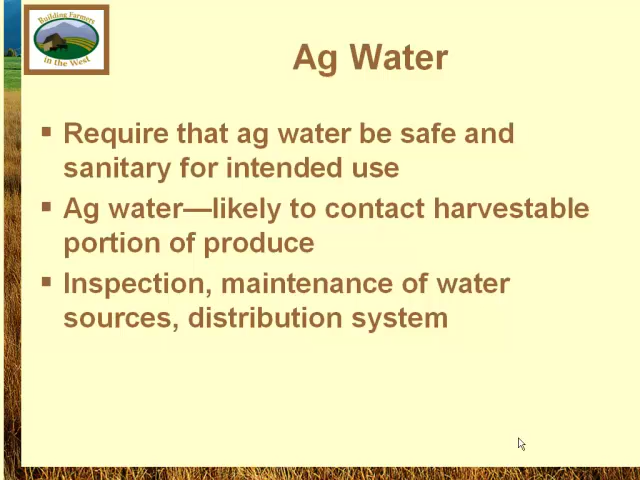 Building Farmers
in the West
Ag Water
▪ Require that ag water be safe and
sanitary for intended use
▪ Ag water—likely to contact harvestable
portion of produce
▪ Inspection, maintenance of water
sources, distribution system